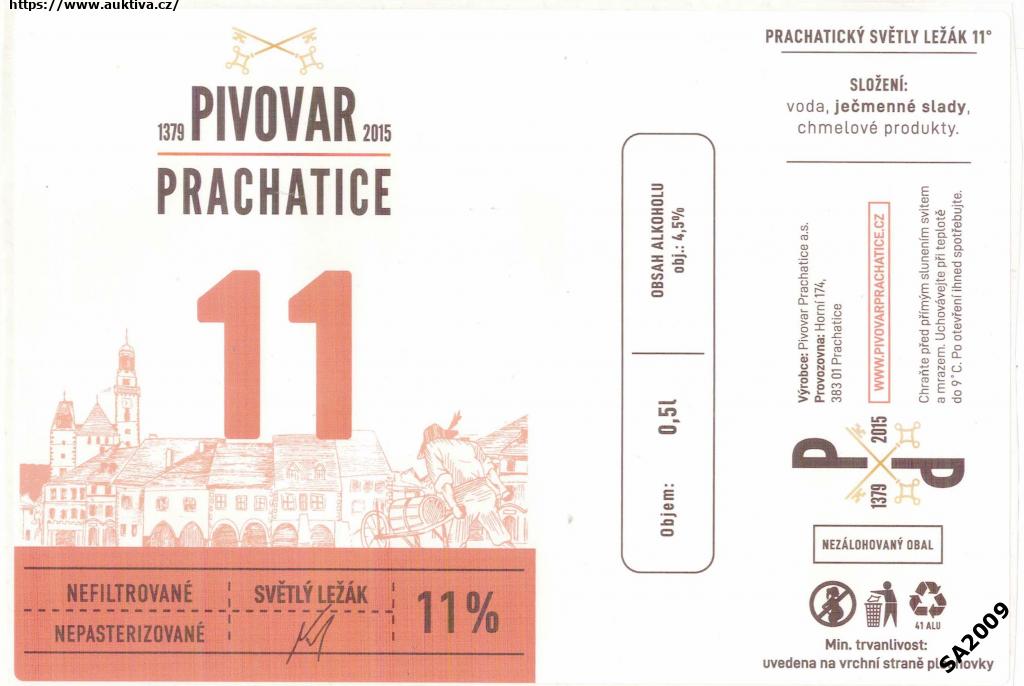 https://www.auktiva.cz/
1379 PIVOVAR 2015
PRACHATICE
11
NEFILTROVANÉ
NEPASTERIZOVANÉ
SVĚTLÝ LEŽÁK
11%
OBSAH ALKOHOLU
obj.: 4,5%
Objem: 0,5l
PRACHATICKÝ SVĚTLY LEŽÁK 11°
SLOŽENÍ:
voda, ječmenné slady,
chmelové produkty.
Výrobce: Pivovar Prachatice a.s.
Provozovna: Horní 174,
383 01 Prachatice
WWW.PIVOVARPRACHATICE.CZ
Chraňte před přímým slunením svitem
a mrazem. Uchovávejte při teplotě
do 9°C. Po otevření ihned spotřebujte.
P P
1379 2015
NEZÁLOHOVANÝ OBAL
41 ALU
Min. trvanlivost:
uvedena na vrchní straně plechovky
SA2009